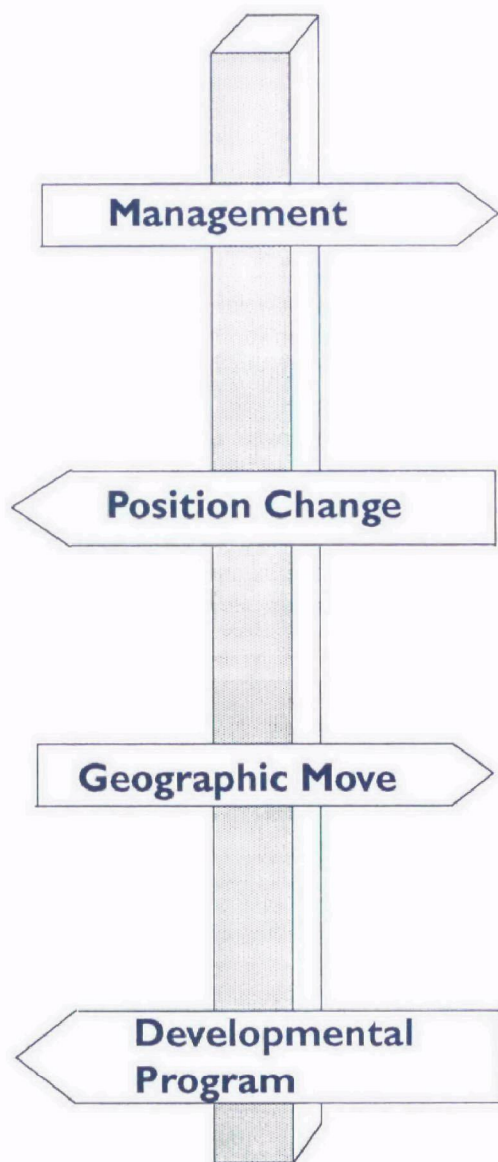 Management
Position Change
Geographic Move
Developmental
Program